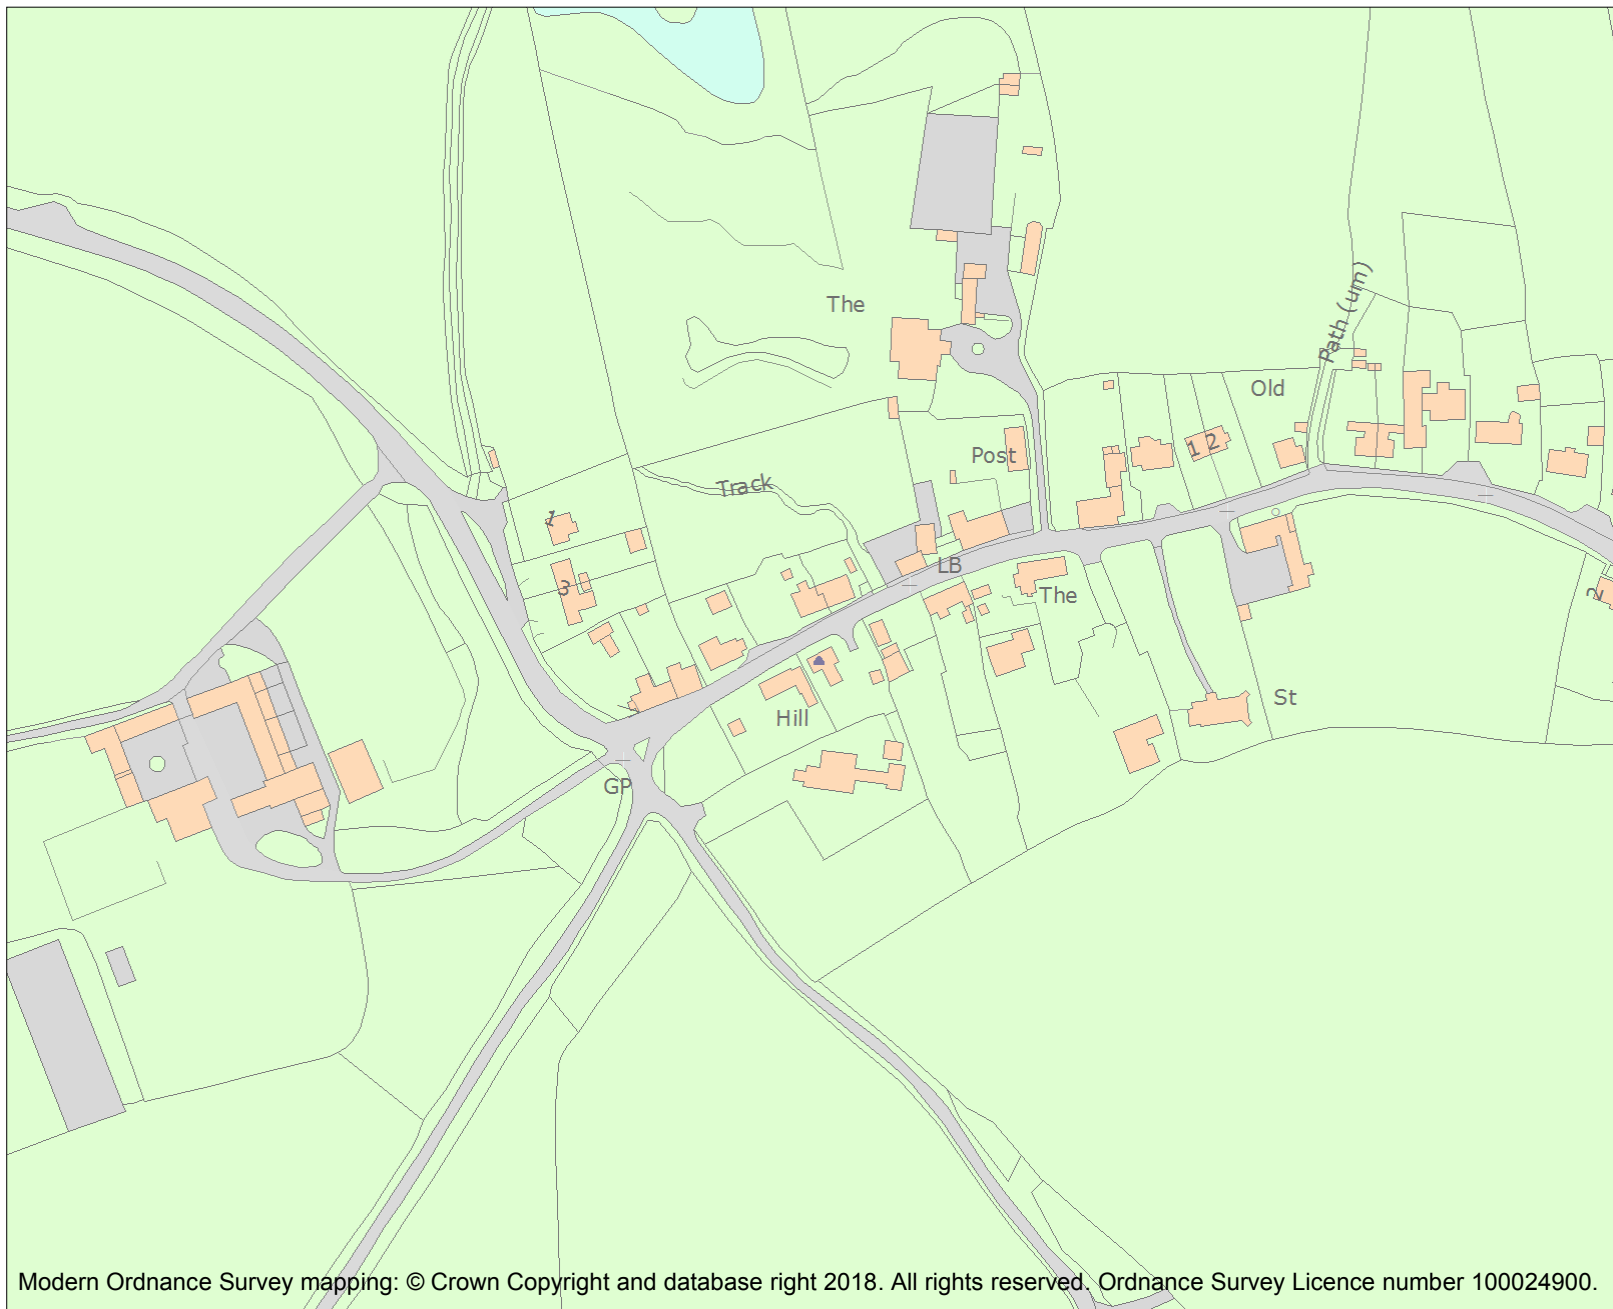 The
Path (um)
Old
1 2
Post
Track
1
LB
3
The
2
St
Hill
GP
Modern Ordnance Survey mapping: © Crown Copyright and database right 2018. All rights reserved. Ordnance Survey Licence number 100024900.